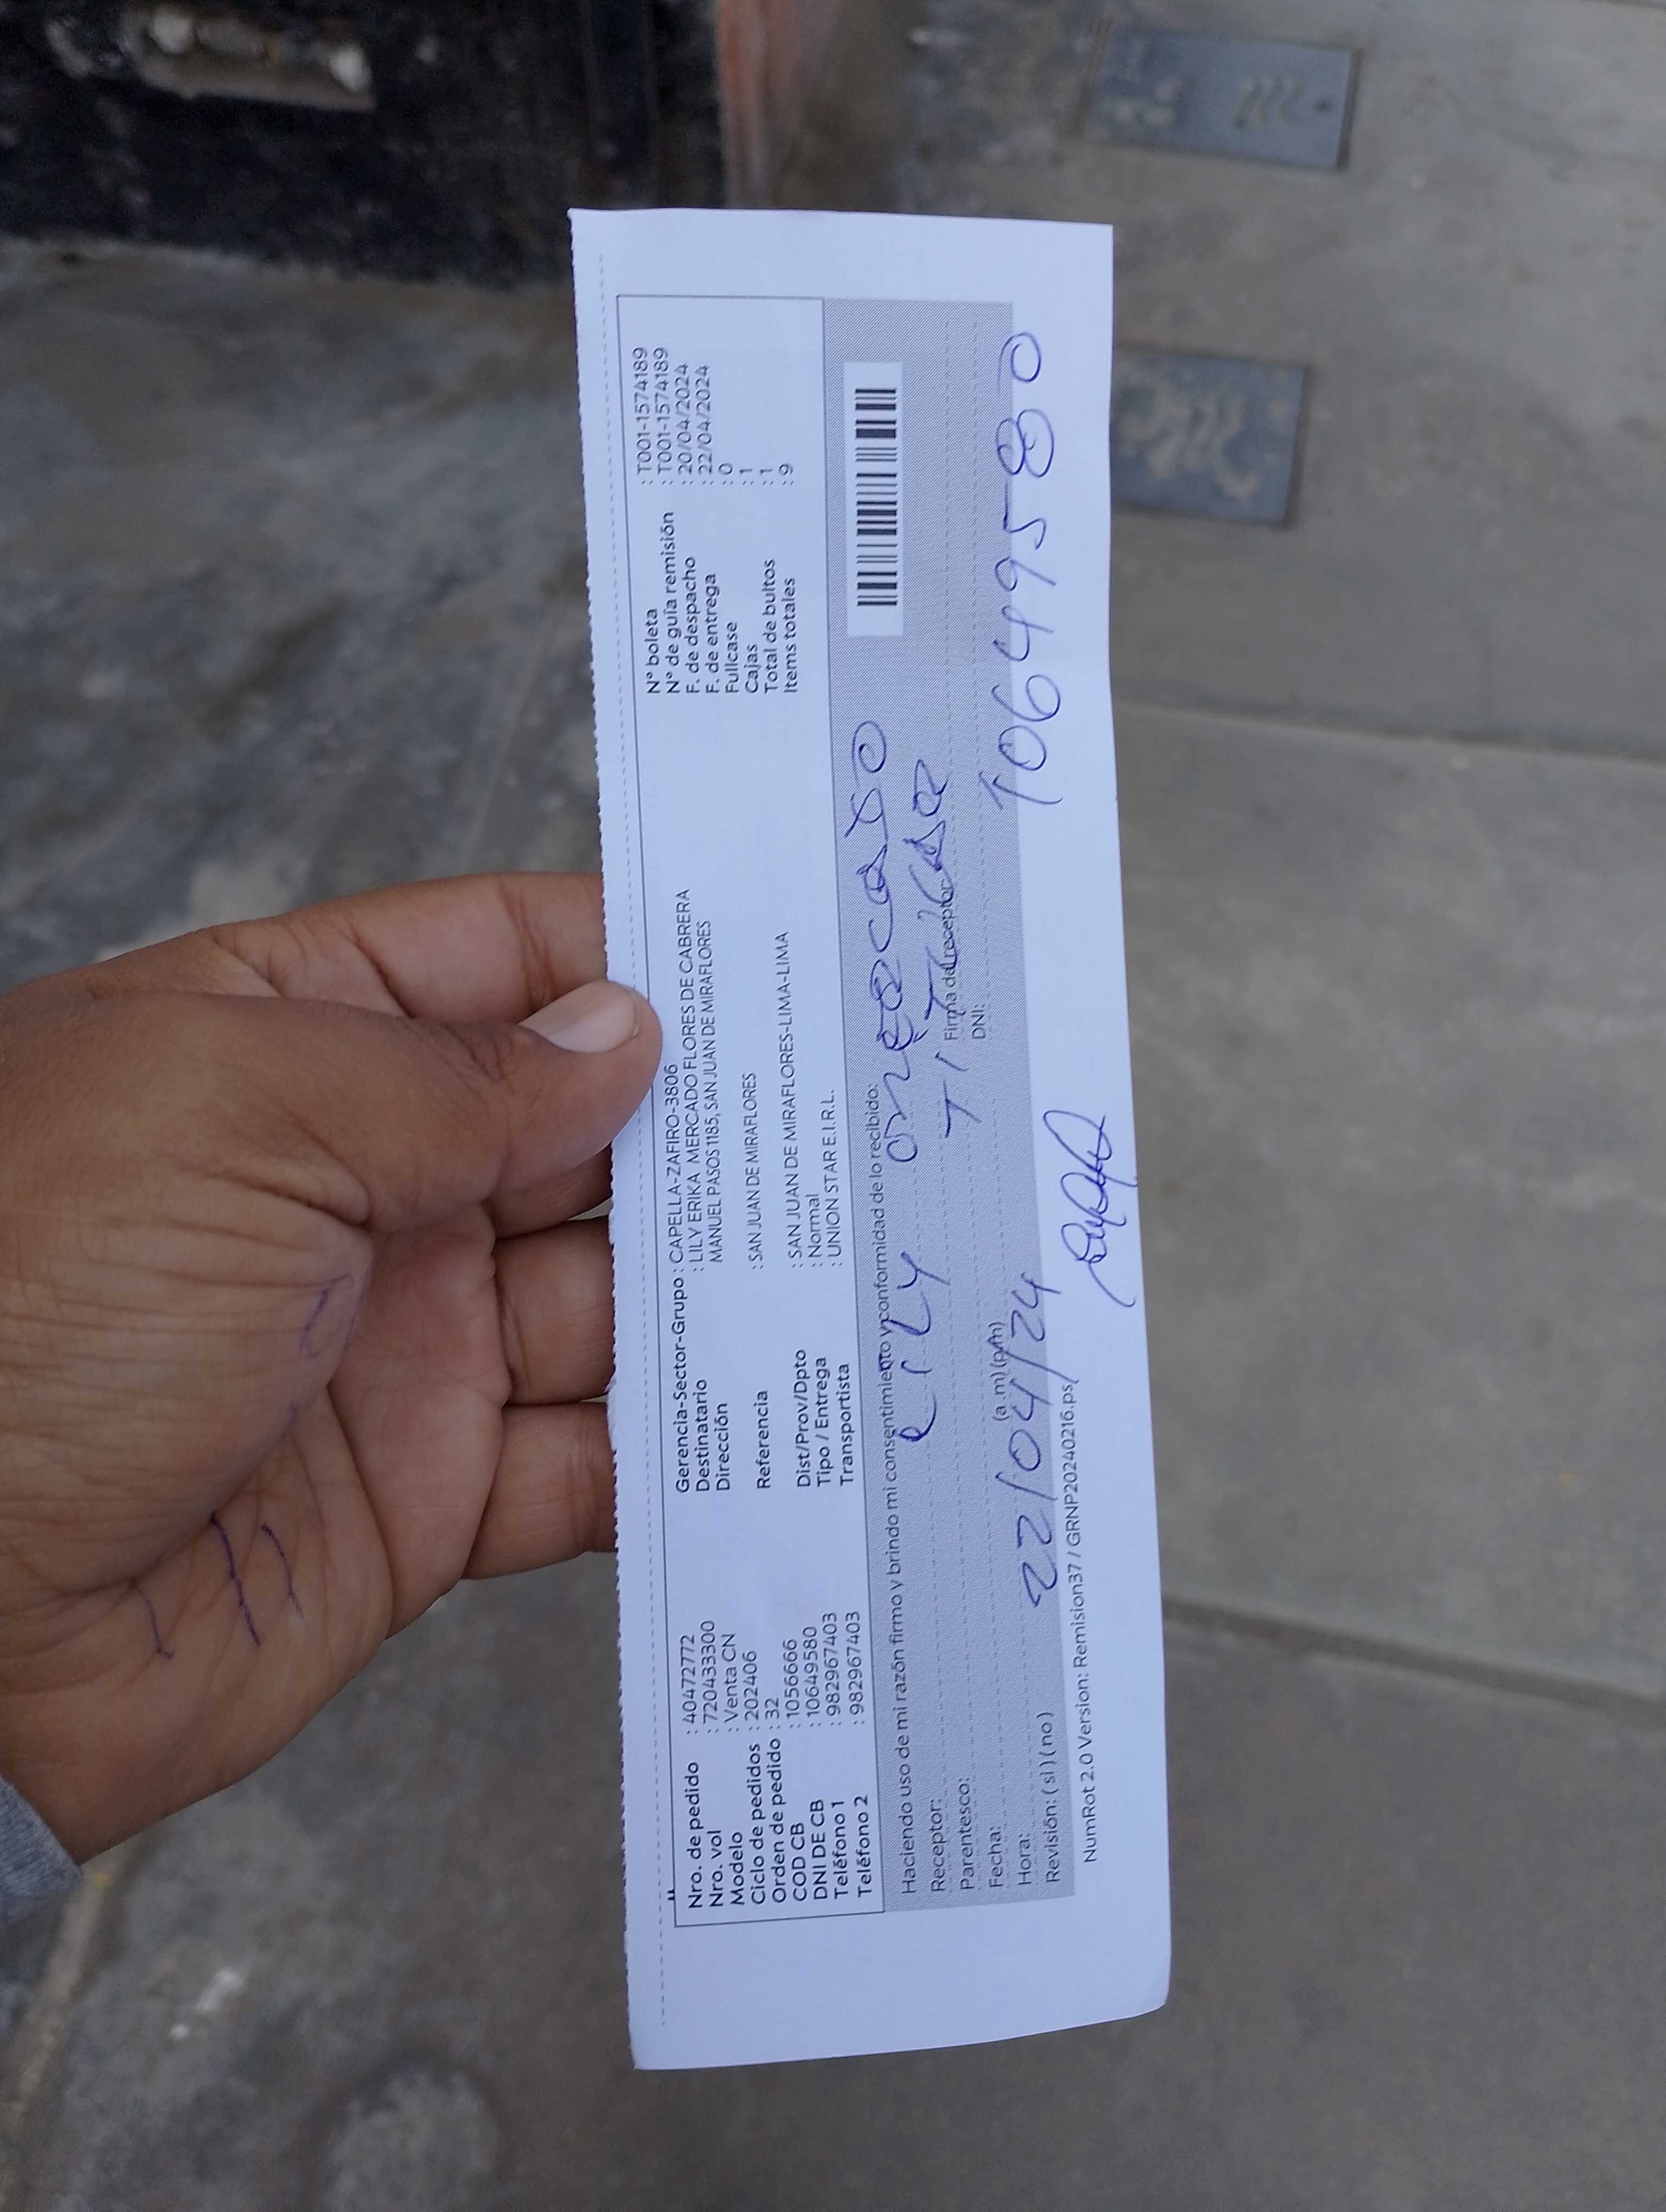 Nro. de pedido : 40472772
Nro. vol : 720433300
Modelo : Venta CN
Ciclo de pedidos : 202406
Orden de pedido : 32
COD CB : 1056666
DNI DE CB : 10649580
Teléfono 1 : 982967403
Teléfono 2 : 982967403
Gerencia-Sector-Grupo : CAPELLA-ZAFIRO-3806
Destinatario : LILY ERIKA MERCADO FLORES DE CABRERA
Dirección MANUEL PASOS 1185, SAN JUAN DE MIRAFLORES
Referencia : SAN JUAN DE MIRAFLORES
Dist/Prov/Dpto : SAN JUAN DE MIRAFLORES-LIMA-LIMA
Tipo / Entrega : Normal
Transportista : UNION STAR E.I.R.L.
N° boleta : T001-1574189
N° de guía remisión : T001-1574189
F. de despacho : 20/04/2024
F. de entrega : 22/04/2024
Fullcase : 0
Cajas : 1
Total de bultos : 1
Items totales : 9
Haciendo uso de mi razón firmo y brindo mi consentimiento y conformidad de lo recibido:
Receptor:
Parentesco:
Firma del receptor:
Fecha: 22/04/24
DNI: 10649580
Hora: (a.m) (p.m)
Revisión: ( si ) ( no )
NumRot 2.0 Version: Remision37 / GRNP20240216.ps